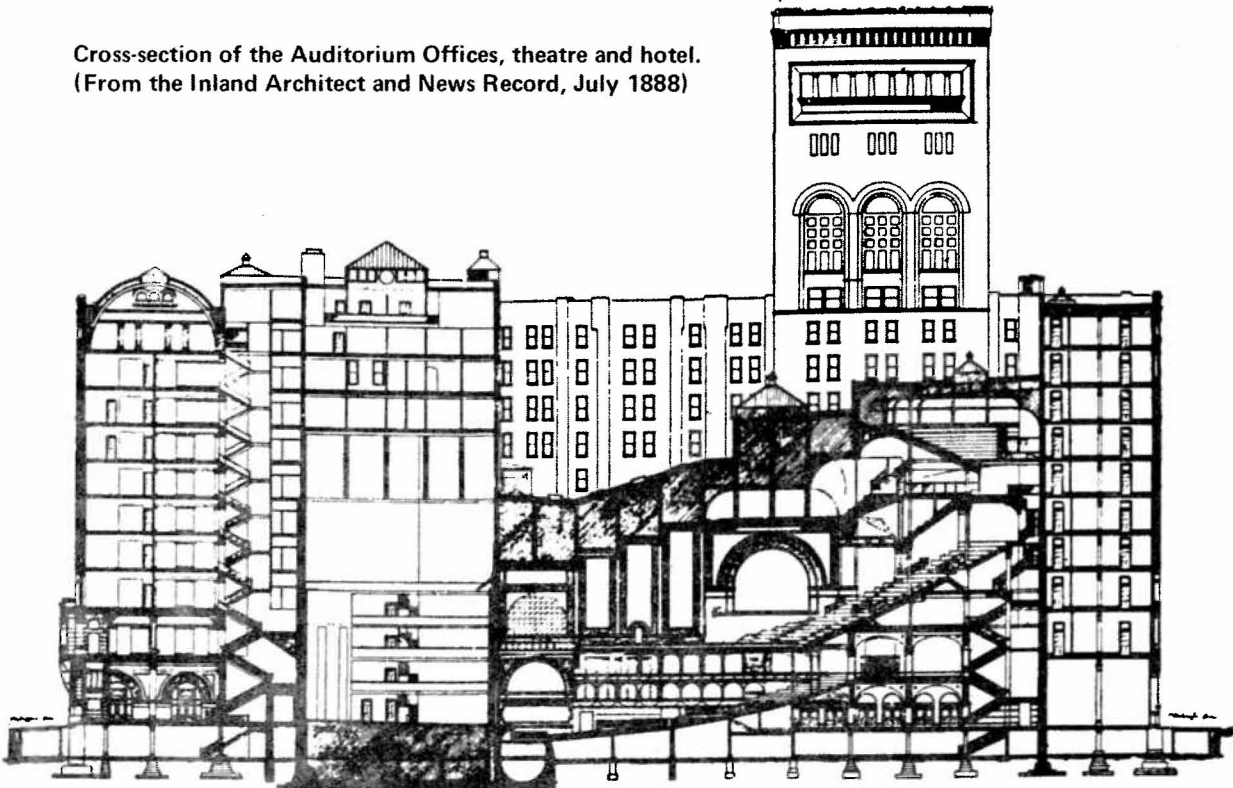 Cross-section of the Auditorium Offices, theatre and hotel.
(From the Inland Architect and News Record, July 1888)